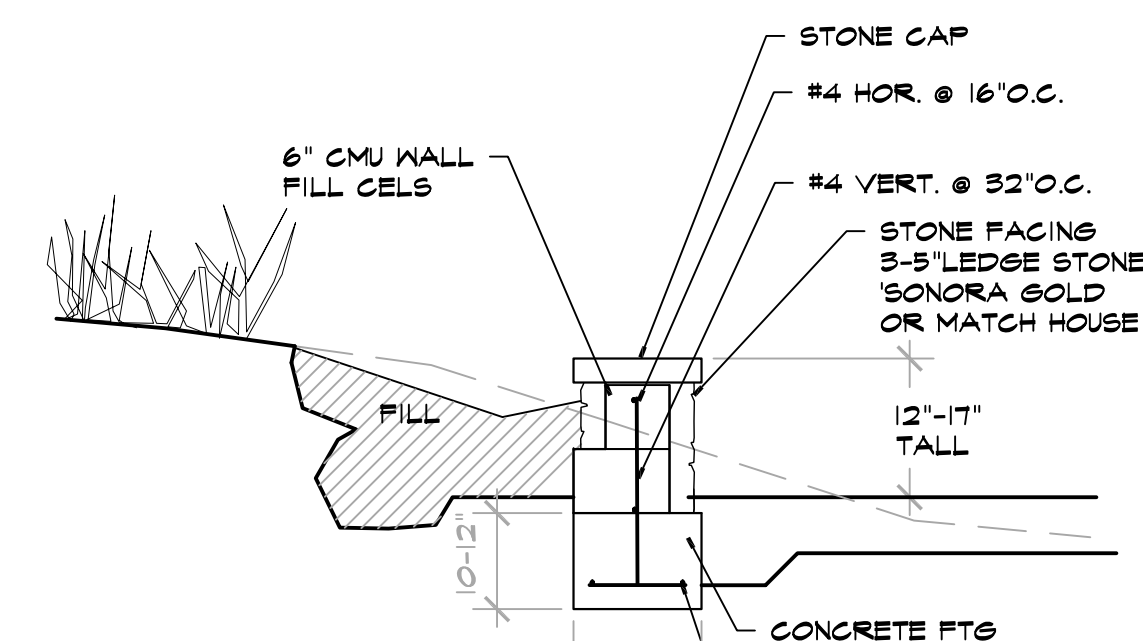 STONE CAP
#4 HOR. @ 16"O.C.
6" CMU WALL
FILL CELS
#4 VERT. @ 32"O.C.
STONE FACING
3-5"LEDGE STONE
'SONORA GOLD
OR MATCH HOUSE
FILL
12"-17"
TALL
10-12"
CONCRETE FTG